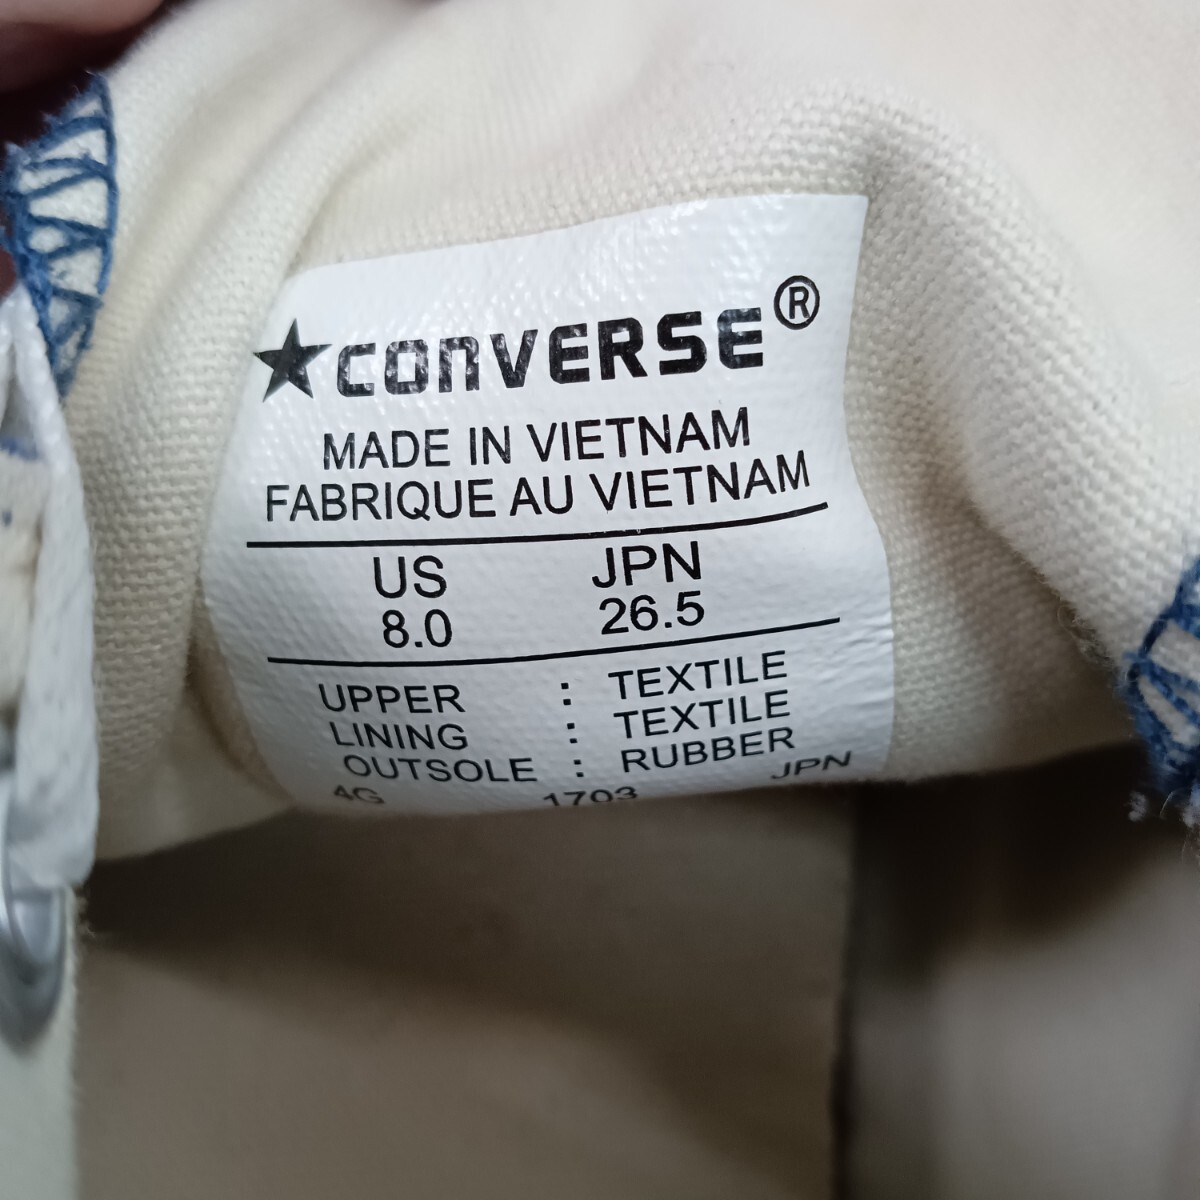 ★CONVERSE®
MADE IN VIETNAM
FABRIQUE AU VIETNAM
US JPN
8.0 26.5
UPPER : TEXTILE
LINING : TEXTILE
OUTSOLE : RUBBER
4G 1703 JPN